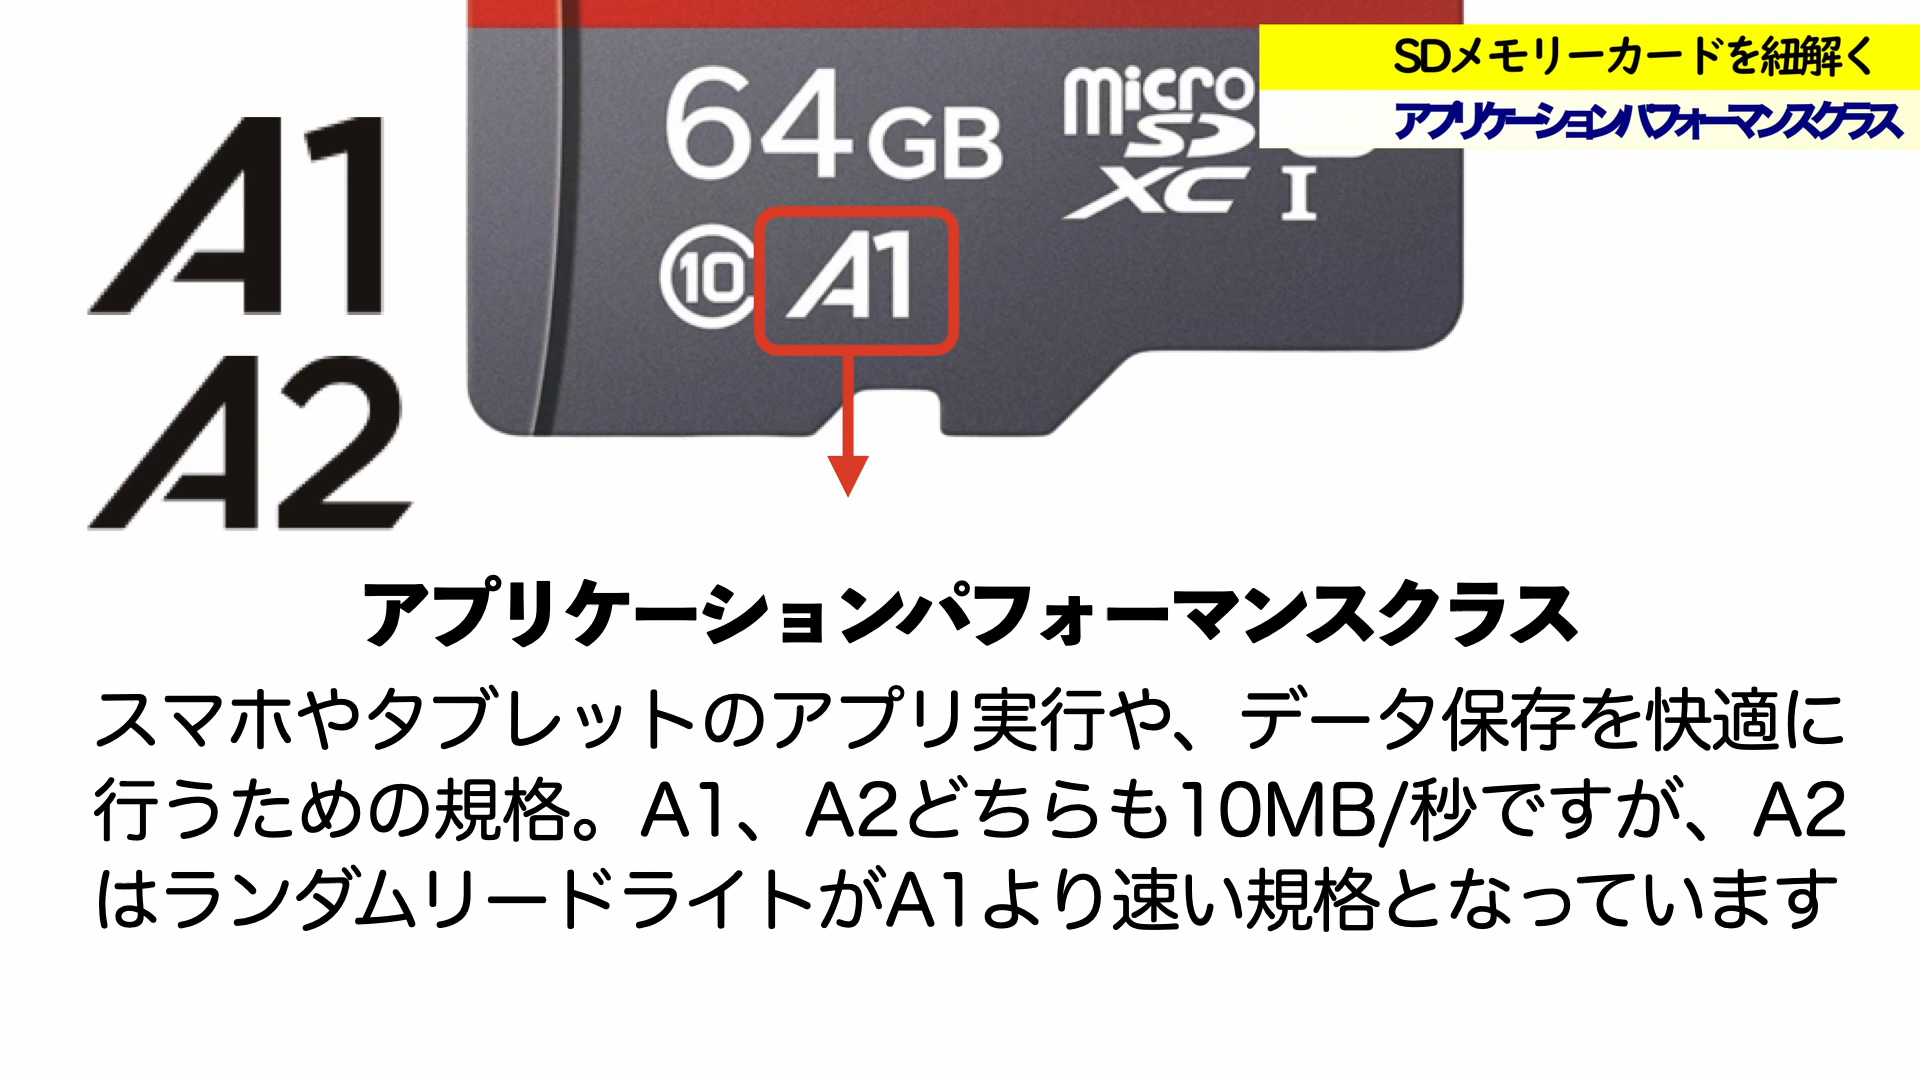 SDメモリーカードを紐解く
アプリケーションパフォーマンスクラス
A1
A2
64GB
micro
SD
XC I
10 A1
アプリケーションパフォーマンスクラス
スマホやタブレットのアプリ実行や、データ保存を快適に
行うための規格。A1、A2どちらも10MB/秒ですが、A2
はランダムリードライトがA1より速い規格となっています